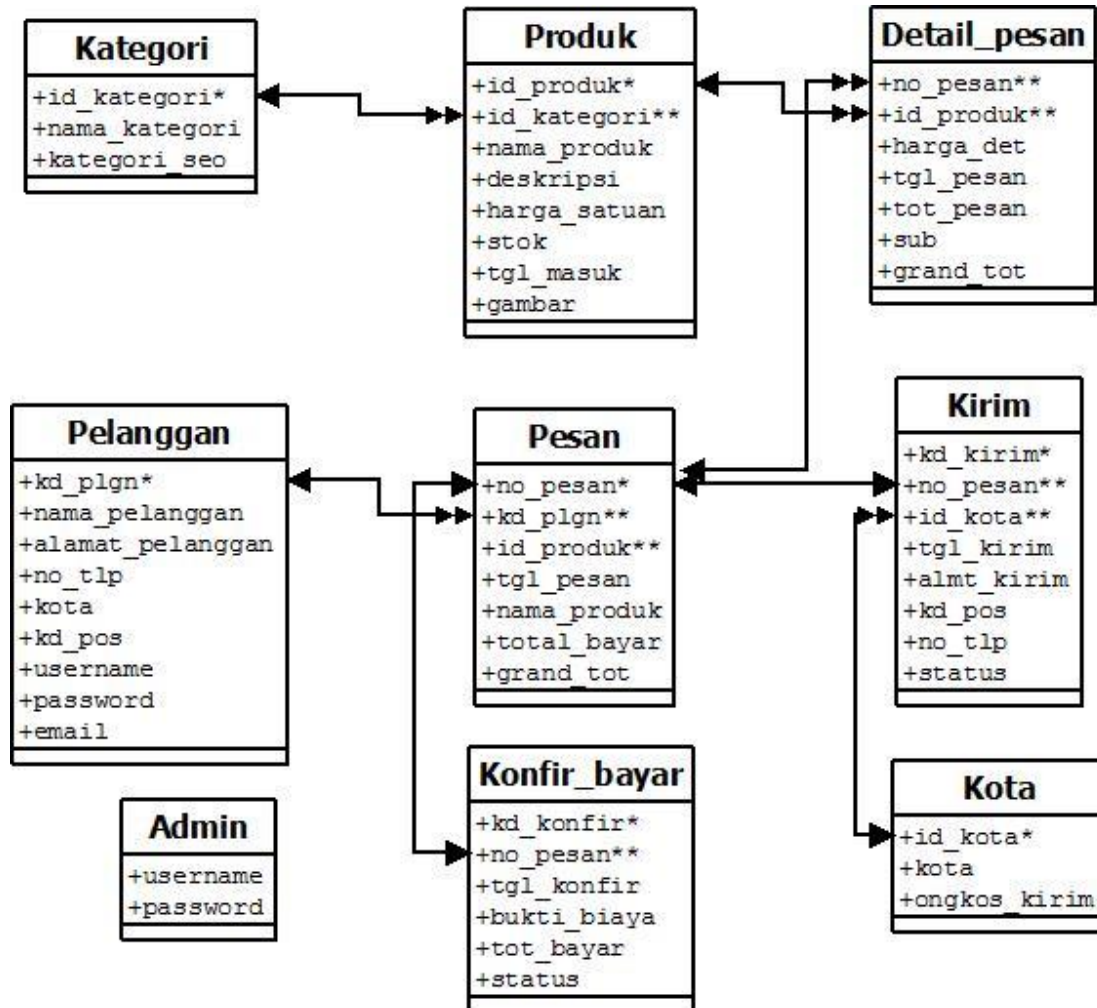 Kategori
+id_kategori*
+nama_kategori
+kategori_seo
Produk
+id_produk*
+id_kategori**
+nama_produk
+deskripsi
+harga_satuan
+stok
+tgl_masuk
+gambar
Detail_pesan
+no_pesan**
+id_produk**
+harga_det
+tgl_pesan
+tot_pesan
+sub
+grand_tot
Pelanggan
+kd_plgn*
+nama_pelanggan
+alamat_pelanggan
+no_tlp
+kota
+kd_pos
+username
+password
+email
Pesan
+no_pesan*
+kd_plgn**
+id_produk**
+tgl_pesan
+nama_produk
+total_bayar
+grand_tot
Kirim
+kd_kirim*
+no_pesan**
+id_kota**
+tgl_kirim
+almt_kirim
+kd_pos
+no_tlp
+status
Admin
+username
+password
Konfir_bayar
+kd_konfir*
+no_pesan**
+tgl_konfir
+bukti_biaya
+tot_bayar
+status
Kota
+id_kota*
+kota
+ongkos_kirim